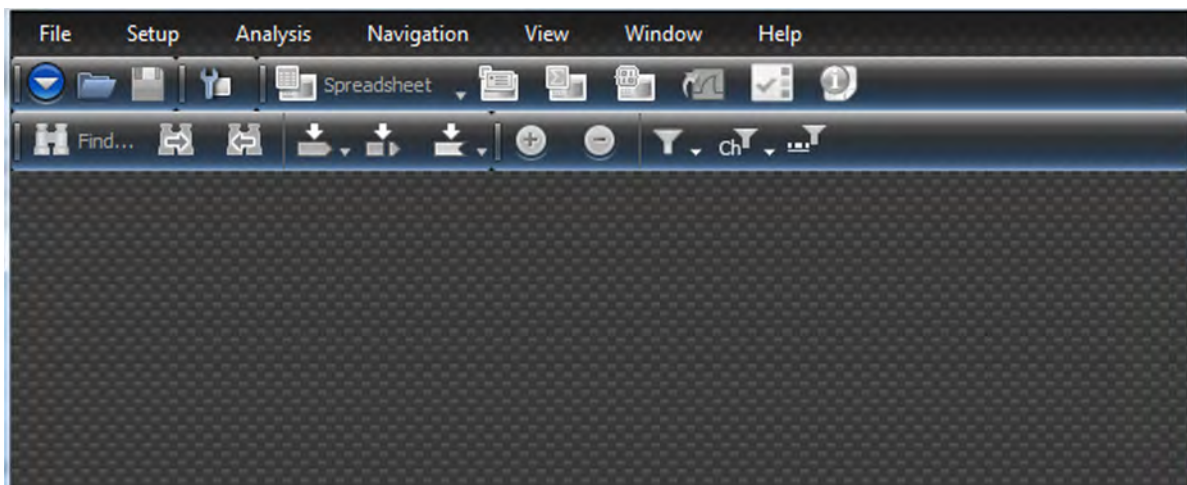 File Setup Analysis Navigation View Window Help
Spreadsheet
Find...
Ch